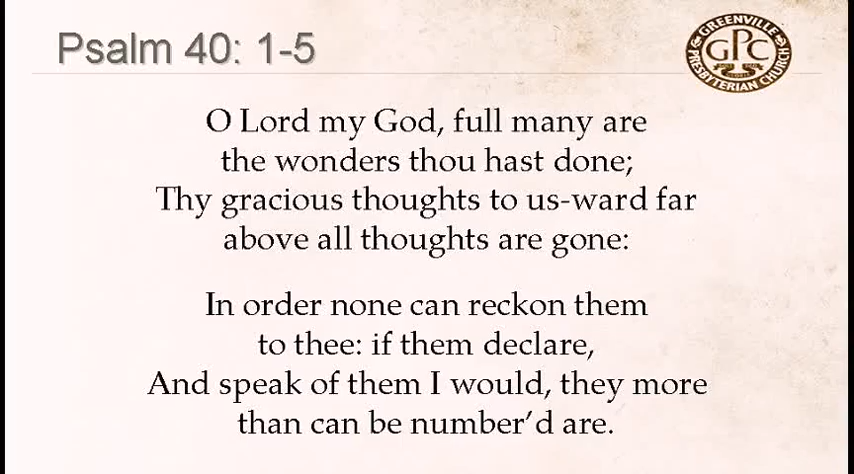 Psalm 40: 1-5
GREENVILLE
GPC
PRESBYTERIAN CHURCH
O Lord my God, full many are
the wonders thou hast done;
Thy gracious thoughts to us-ward far
above all thoughts are gone:
In order none can reckon them
to thee: if them declare,
And speak of them I would, they more
than can be number’d are.